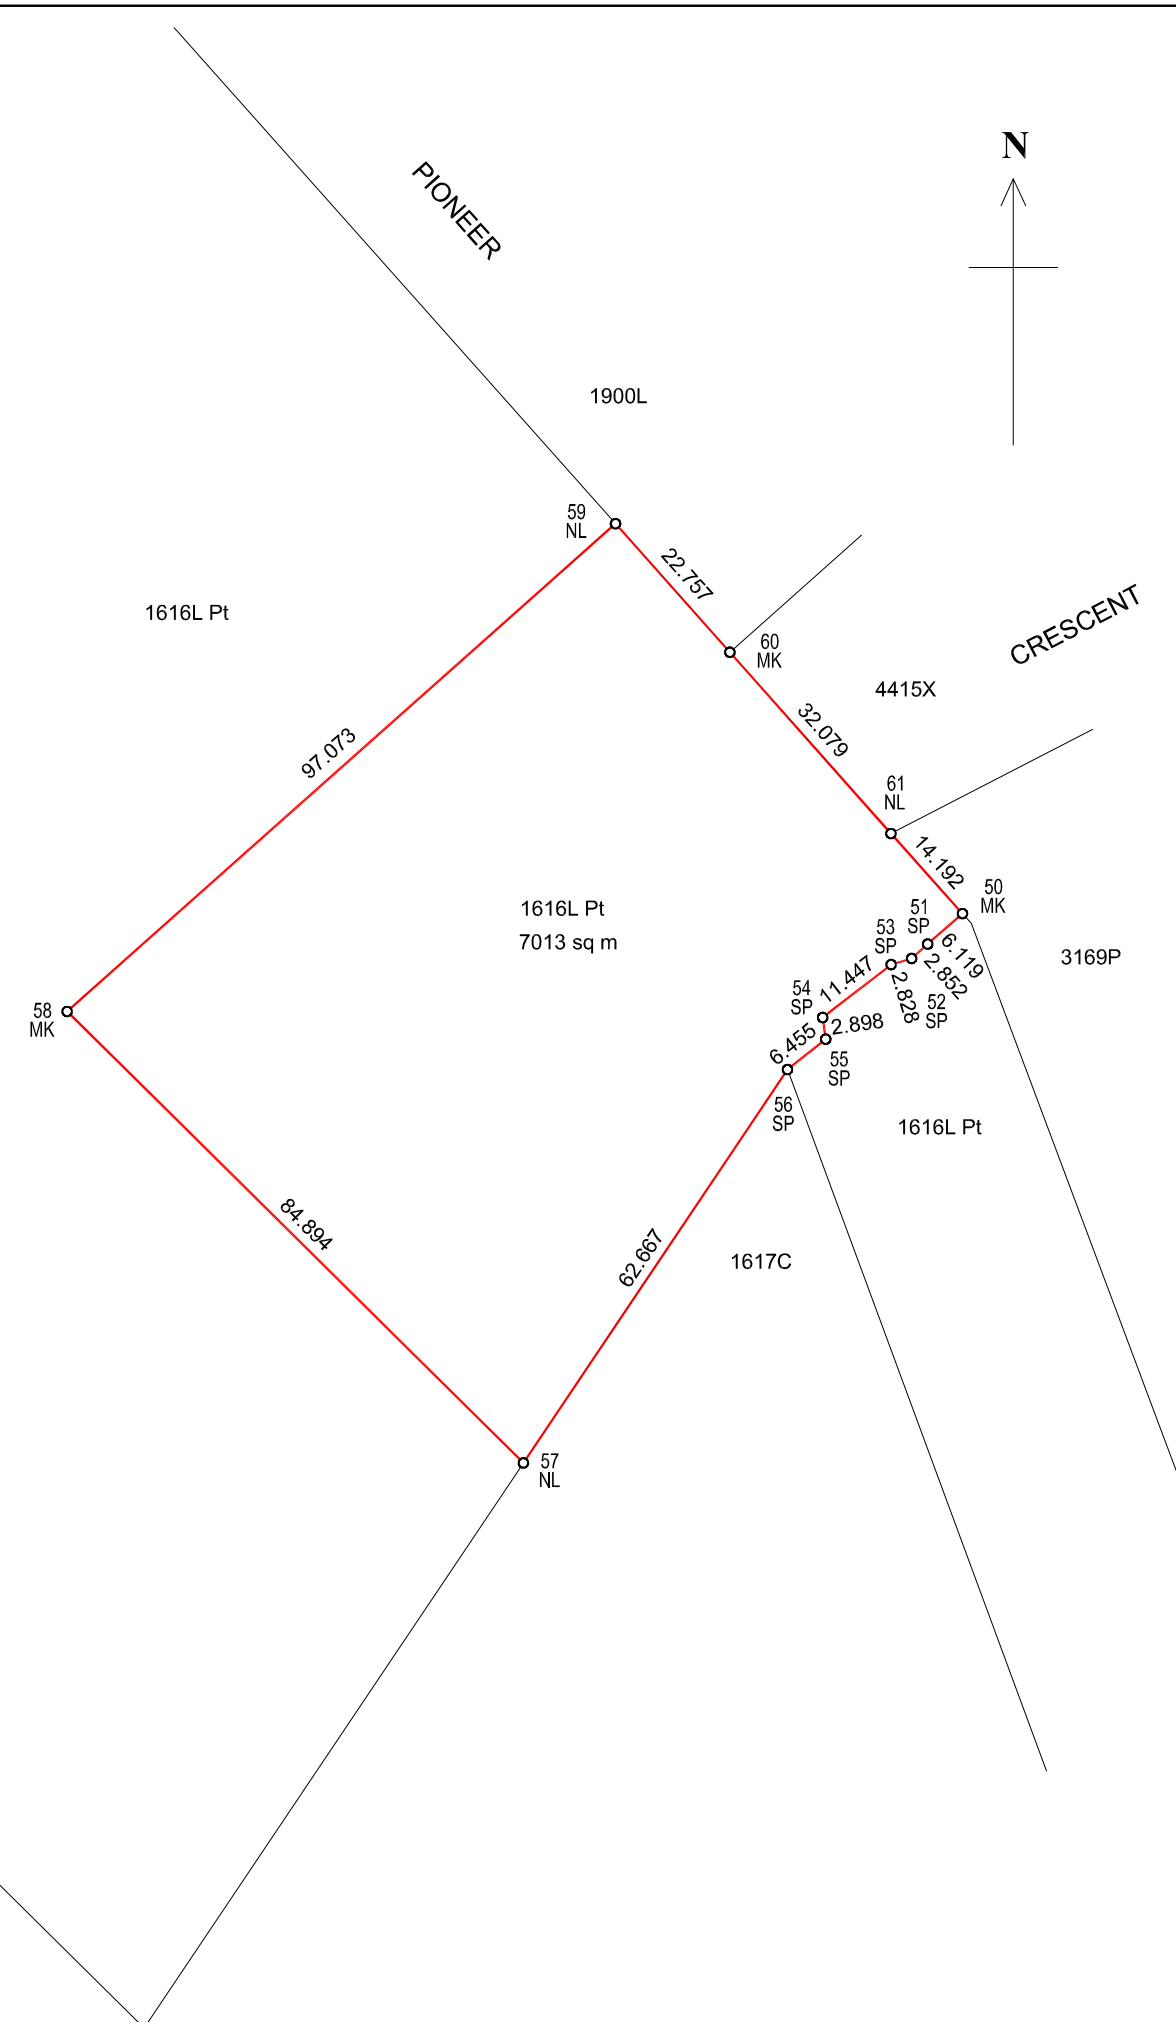 N
PIONEER
1900L
59
NL
22.757
1616L Pt
CRESCENT
60
MK
4415X
32.079
97.073
61
NL
14.192
50
MK
1616L Pt
7013 sq m
51
SP
53
SP
6.119
3169P
2.852
11.447
2.828
52
SP
54
SP
58
MK
2.898
6.455
55
SP
56
SP
1616L Pt
84.894
62.667
1617C
57
NL